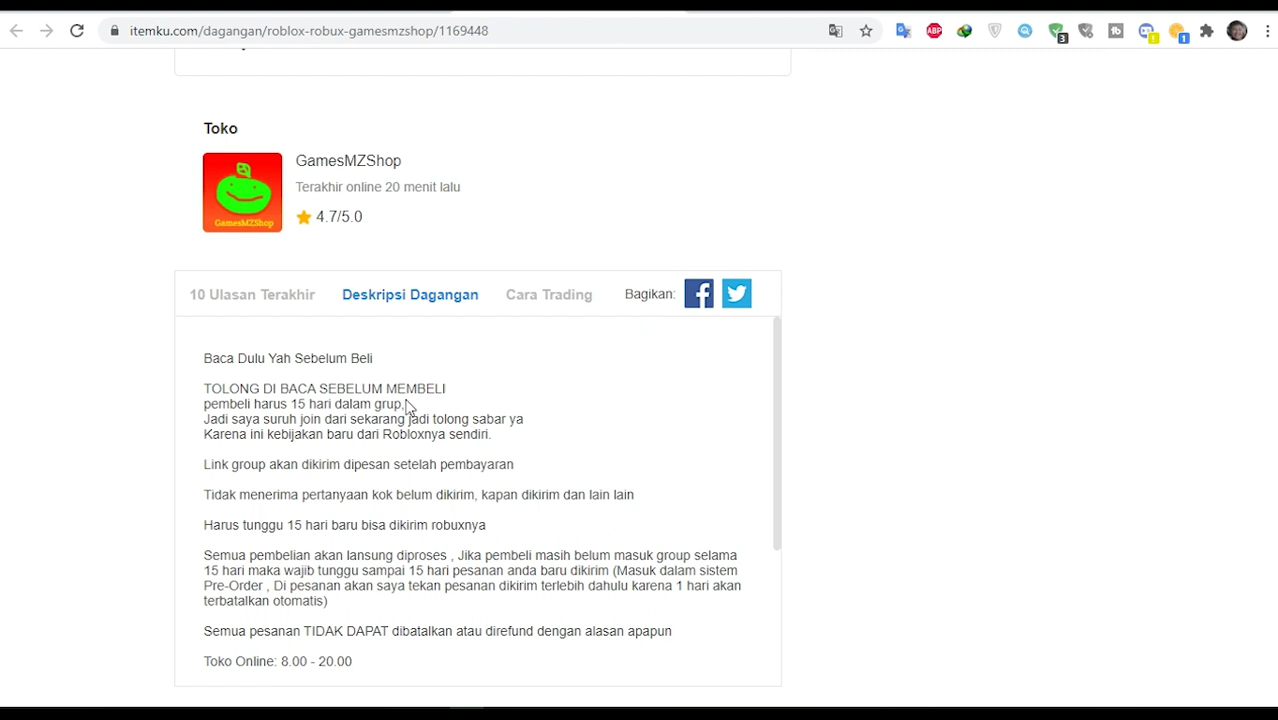 itemku.com/dagangan/roblox-robux-gamesmzshop/1169448
ABP
3
tb
1
Toko
GamesMZShop
GamesMZShop
Terakhir online 20 menit lalu
4.7/5.0
10 Ulasan Terakhir
Deskripsi Dagangan
Cara Trading
Bagikan:
Baca Dulu Yah Sebelum Beli
TOLONG DI BACA SEBELUM MEMBELI
pembeli harus 15 hari dalam grup,
Jadi saya suruh join dari sekarang jadi tolong sabar ya
Karena ini kebijakan baru dari Robloxnya sendiri.
Link group akan dikirim dipesan setelah pembayaran
Tidak menerima pertanyaan kok belum dikirim, kapan dikirim dan lain lain
Harus tunggu 15 hari baru bisa dikirim robuxnya
Semua pembelian akan lansung diproses , Jika pembeli masih belum masuk group selama
15 hari maka wajib tunggu sampai 15 hari pesanan anda baru dikirim (Masuk dalam sistem
Pre-Order , Di pesanan akan saya tekan pesanan dikirim terlebih dahulu karena 1 hari akan
terbatalkan otomatis)
Semua pesanan TIDAK DAPAT dibatalkan atau direfund dengan alasan apapun
Toko Online: 8.00 - 20.00